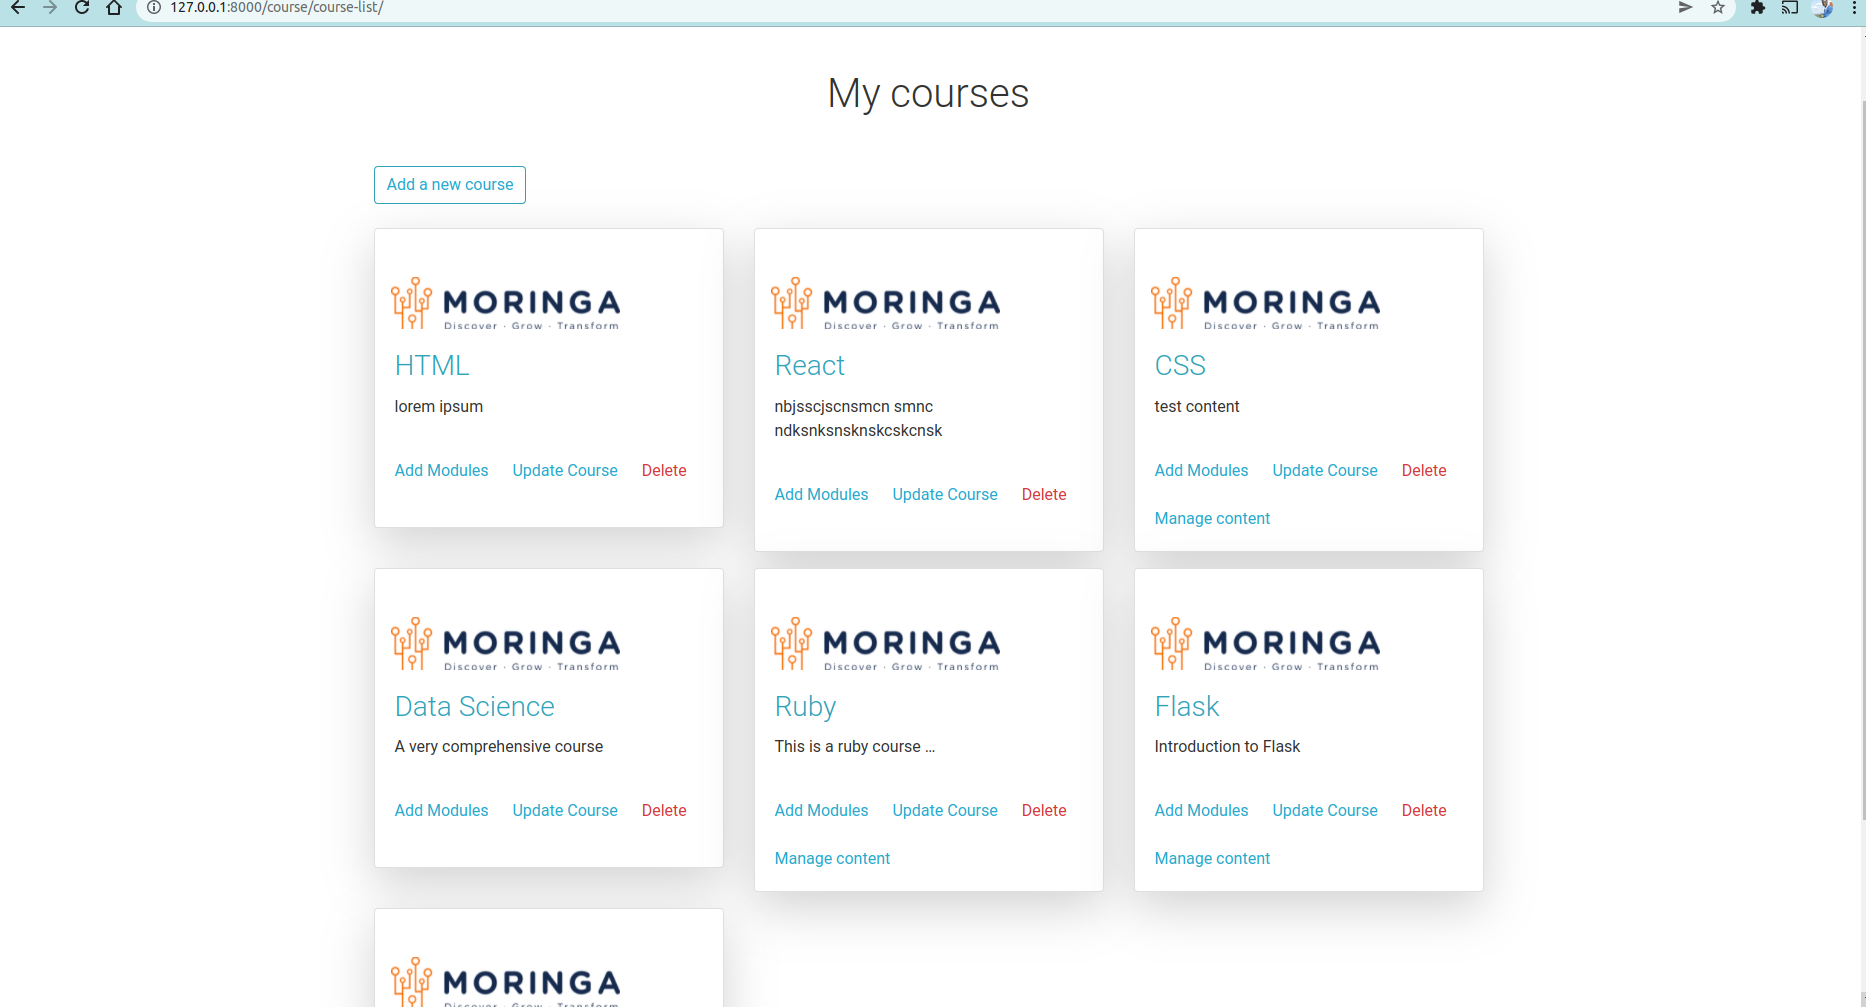 127.0.0.1:8000/course/course-list/
My courses
Add a new course
MORINGA
Discover · Grow · Transform
HTML
lorem ipsum
Add Modules Update Course Delete
MORINGA
Discover · Grow · Transform
React
nbjsscjscnsmcn smnc
ndksnksnsknskcskcnsk
Add Modules Update Course Delete
MORINGA
Discover · Grow · Transform
CSS
test content
Add Modules Update Course Delete
Manage content
MORINGA
Discover · Grow · Transform
Data Science
A very comprehensive course
Add Modules Update Course Delete
MORINGA
Discover · Grow · Transform
Ruby
This is a ruby course ...
Add Modules Update Course Delete
Manage content
MORINGA
Discover · Grow · Transform
Flask
Introduction to Flask
Add Modules Update Course Delete
Manage content
MORINGA
Discover · Grow · Transform